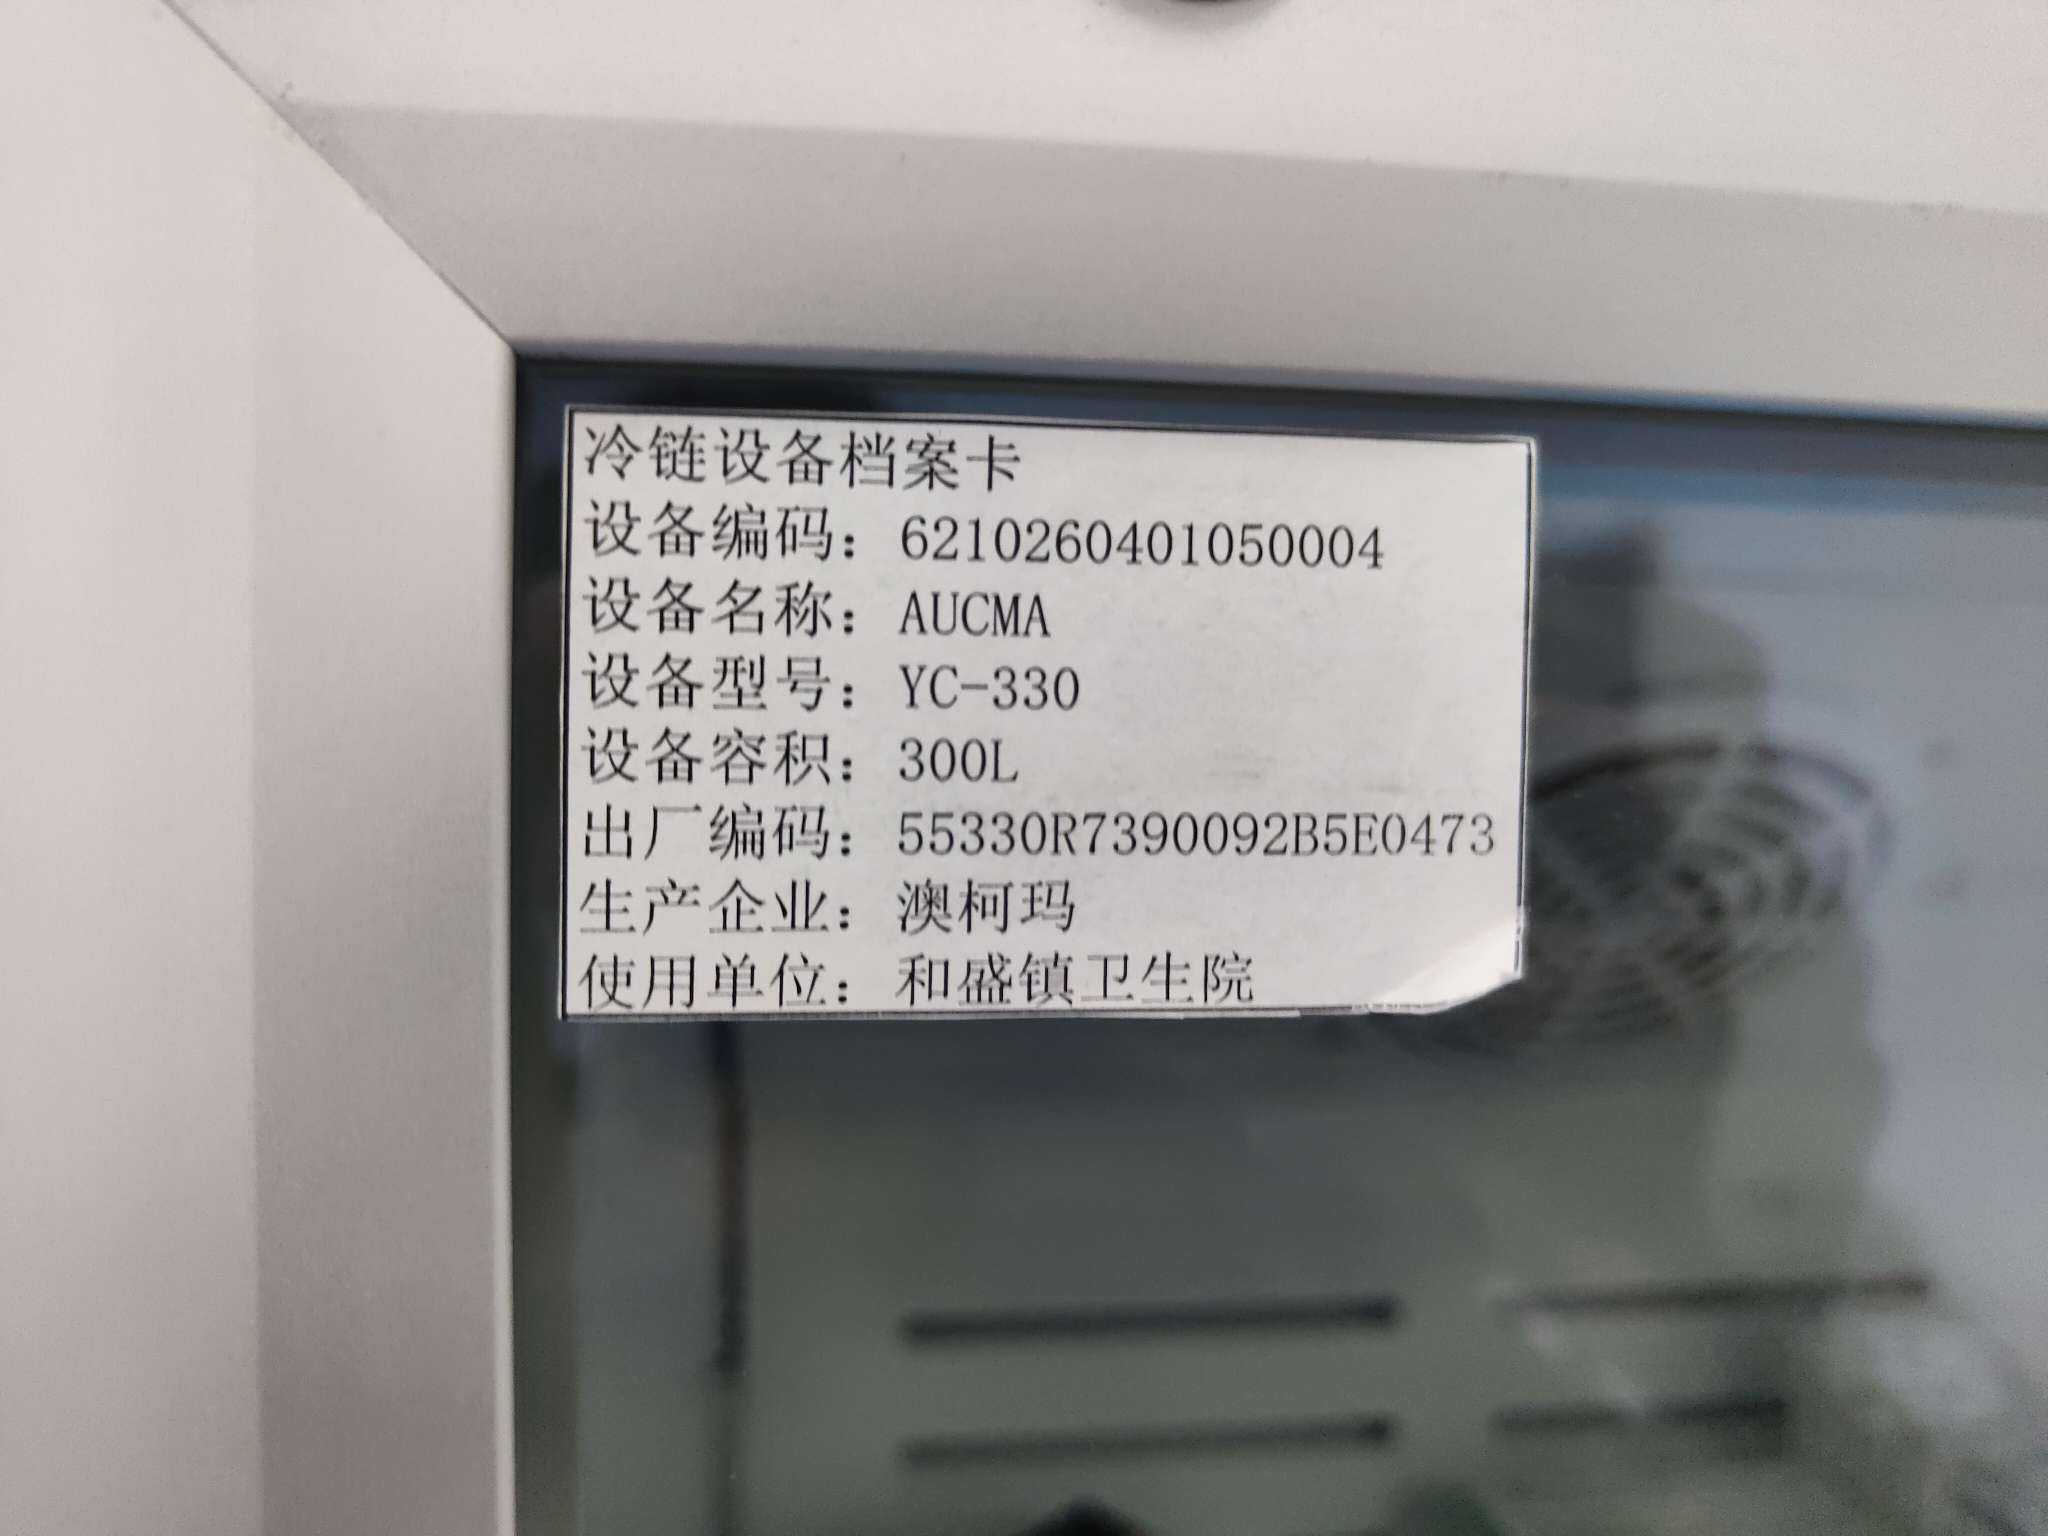 冷链设备档案卡
设备编码：6210260401050004
设备名称：AUCMA
设备型号：YC-330
设备容积：300L
出厂编码：55330R7390092B5E0473
生产企业：澳柯玛
使用单位：和盛镇卫生院